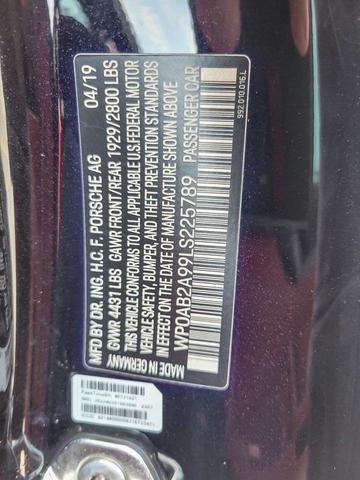 MFD BY DR. ING. H.C. F. PORSCHE AG 04/19
GVWR 4431 LBS GAWR FRONT/REAR 1929/2800 LBS
THIS VEHICLE CONFORMS TO ALL APPLICABLE U.S.FEDERAL MOTOR
VEHICLE SAFETY, BUMPER, AND THEFT PREVENTION STANDARDS
IN EFFECT ON THE DATE OF MANUFACTURE SHOWN ABOVE
WP0AB2A99LS225789 PASSENGER CAR
MADE IN GERMANY
992.010.016.L